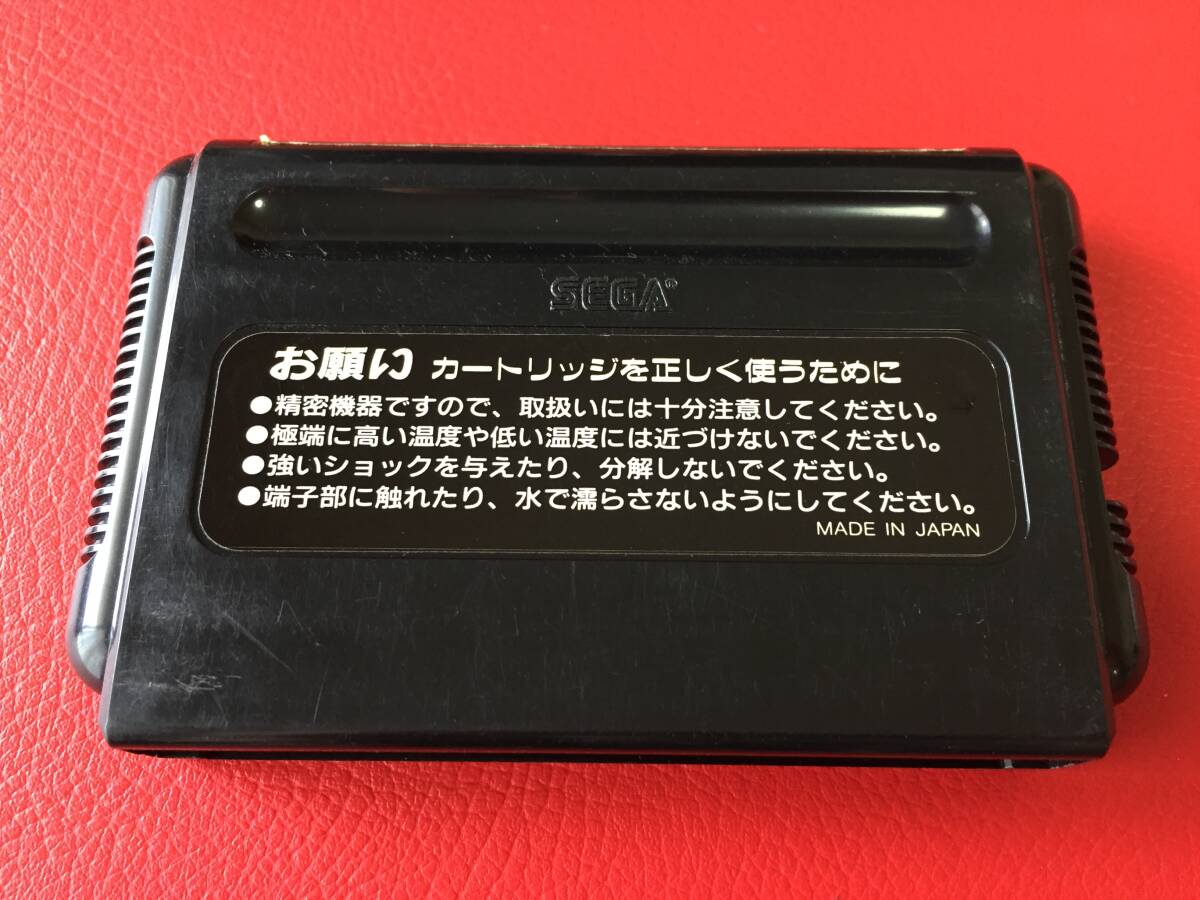 SEGA®
お願い カートリッジを正しく使うために
●精密機器ですので、取扱いには十分注意してください。
●極端に高い温度や低い温度には近づけないでください。
●強いショックを与えたり、分解しないでください。
●端子部に触れたり、水で濡らさないようにしてください。
MADE IN JAPAN